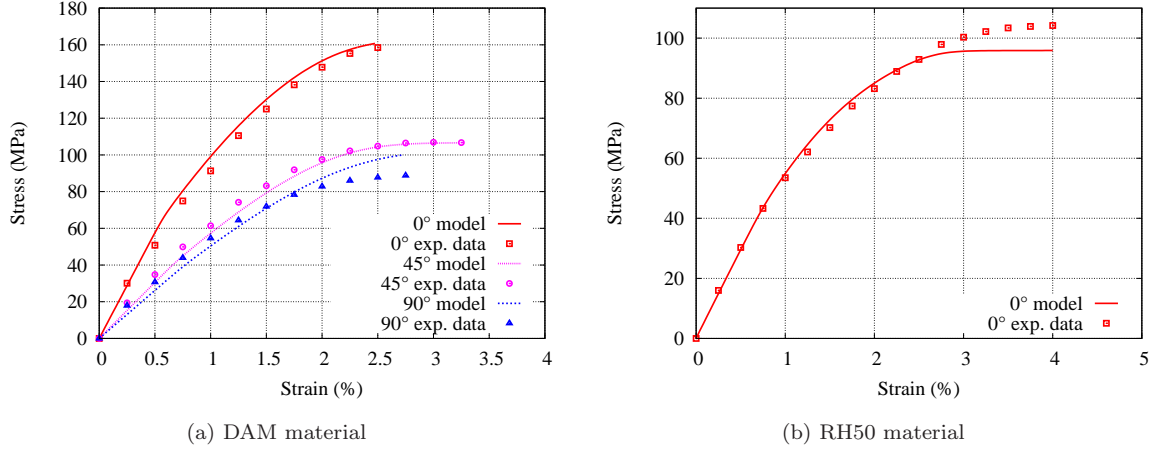 180
160
140
120
100
80
60
40
20
0
0
0.5
1
1.5
2
2.5
3
3.5
4
Stress (MPa)
Strain (%)
0° model
0° exp. data
45° model
45° exp. data
90° model
90° exp. data
(a) DAM material
100
80
60
40
20
0
0
1
2
3
4
5
Stress (MPa)
Strain (%)
0° model
0° exp. data
(b) RH50 material